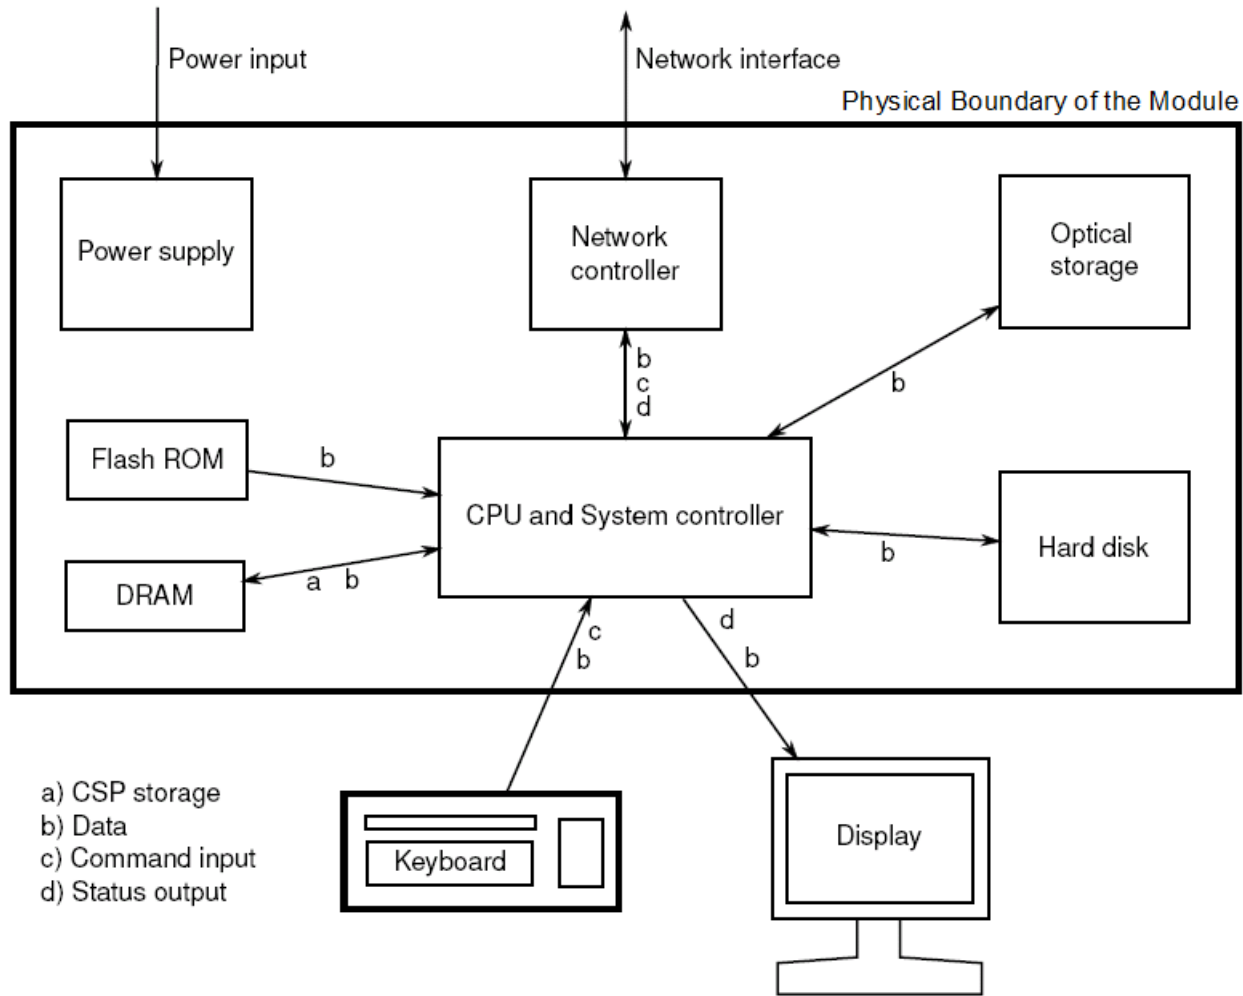 Power input
Network interface
Physical Boundary of the Module
Power supply
Network
controller
Optical
storage
b
c
d
b
Flash ROM
b
CPU and System controller
b
Hard disk
DRAM
a b
c
b
d
b
a) CSP storage
b) Data
c) Command input
d) Status output
Keyboard
Display